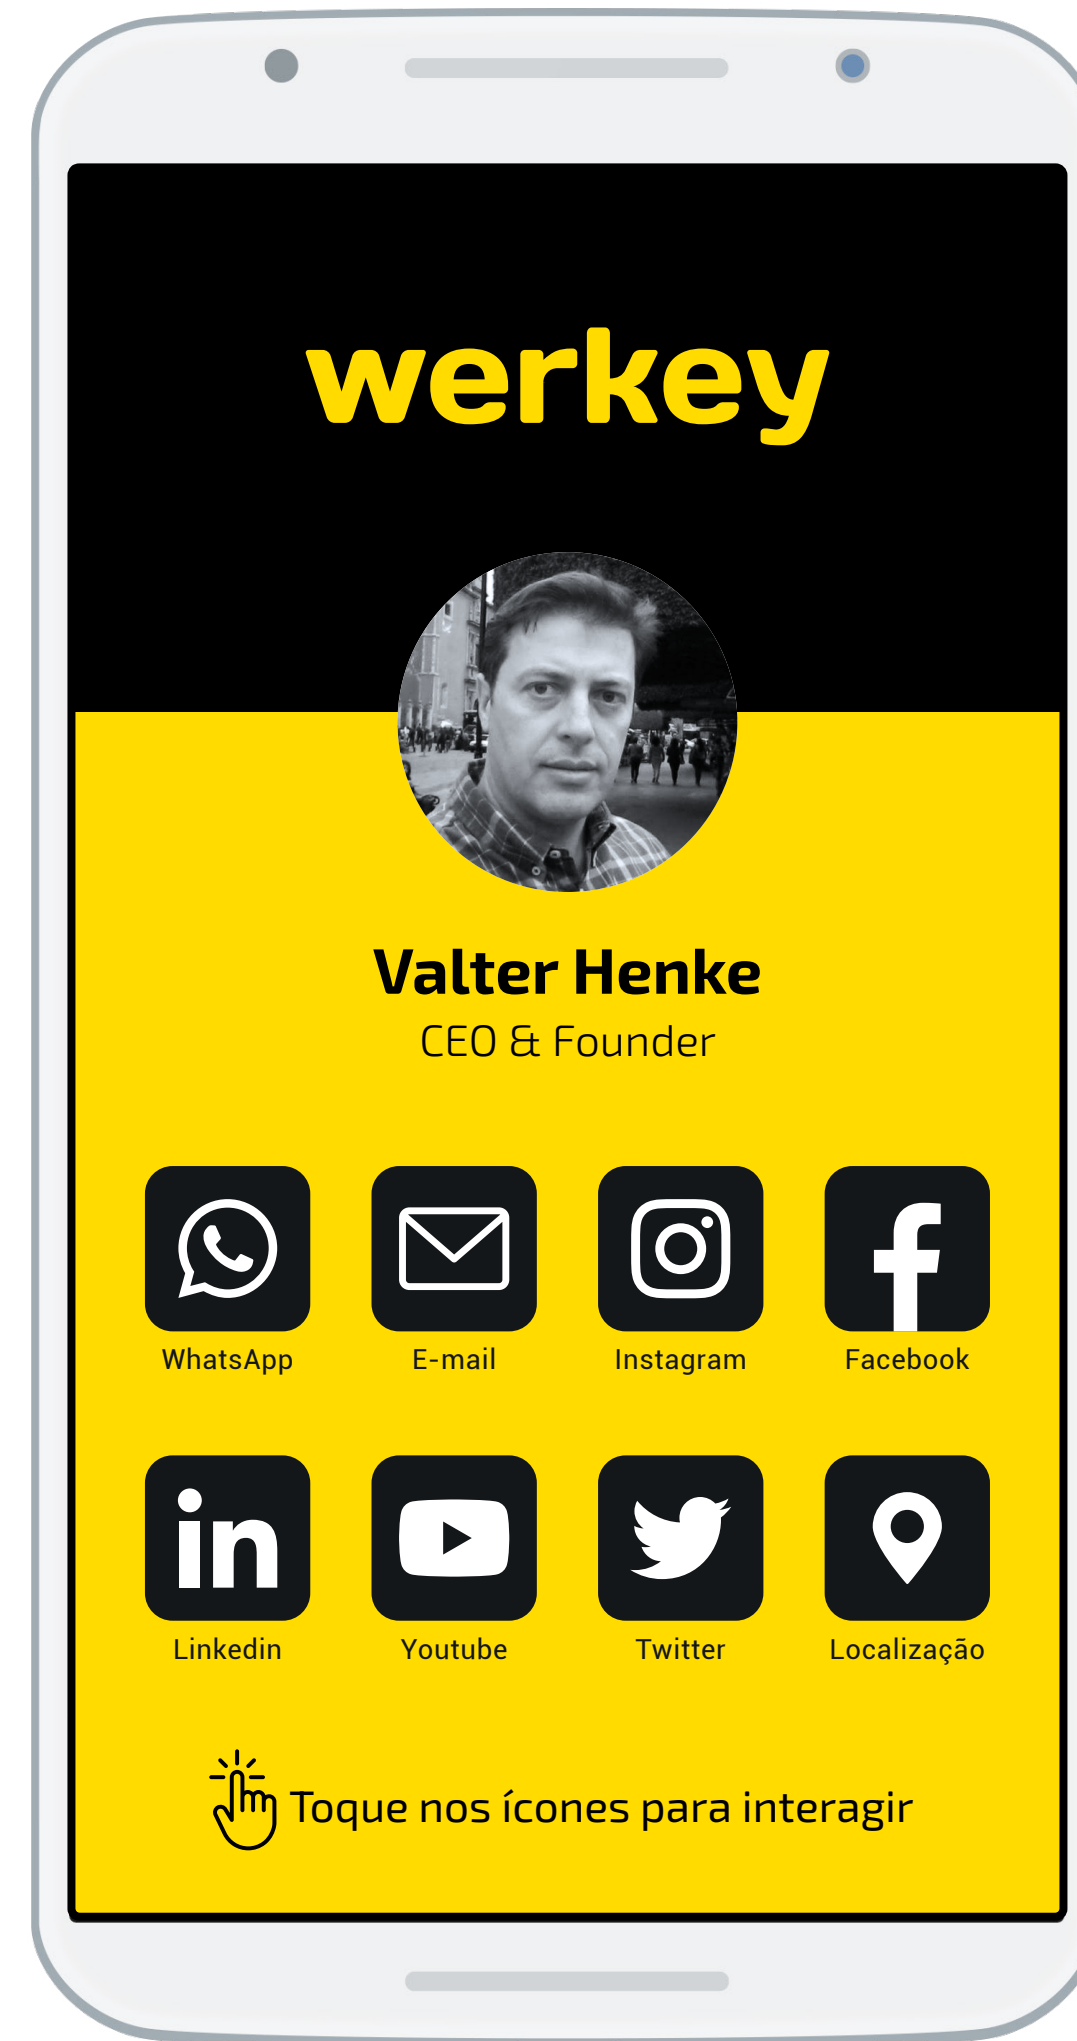 werkey
Valter Henke
CEO & Founder
WhatsApp
E-mail
Instagram
Facebook
Linkedin
Youtube
Twitter
Localização
Toque nos ícones para interagir